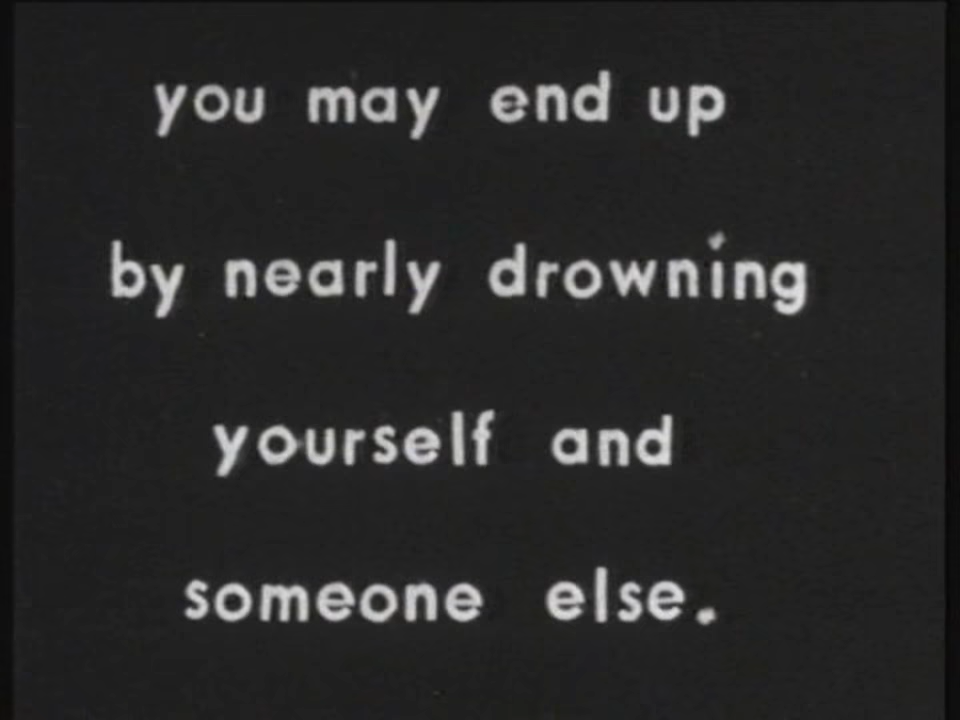 you may end up
by nearly drowning
yourself and
someone else.